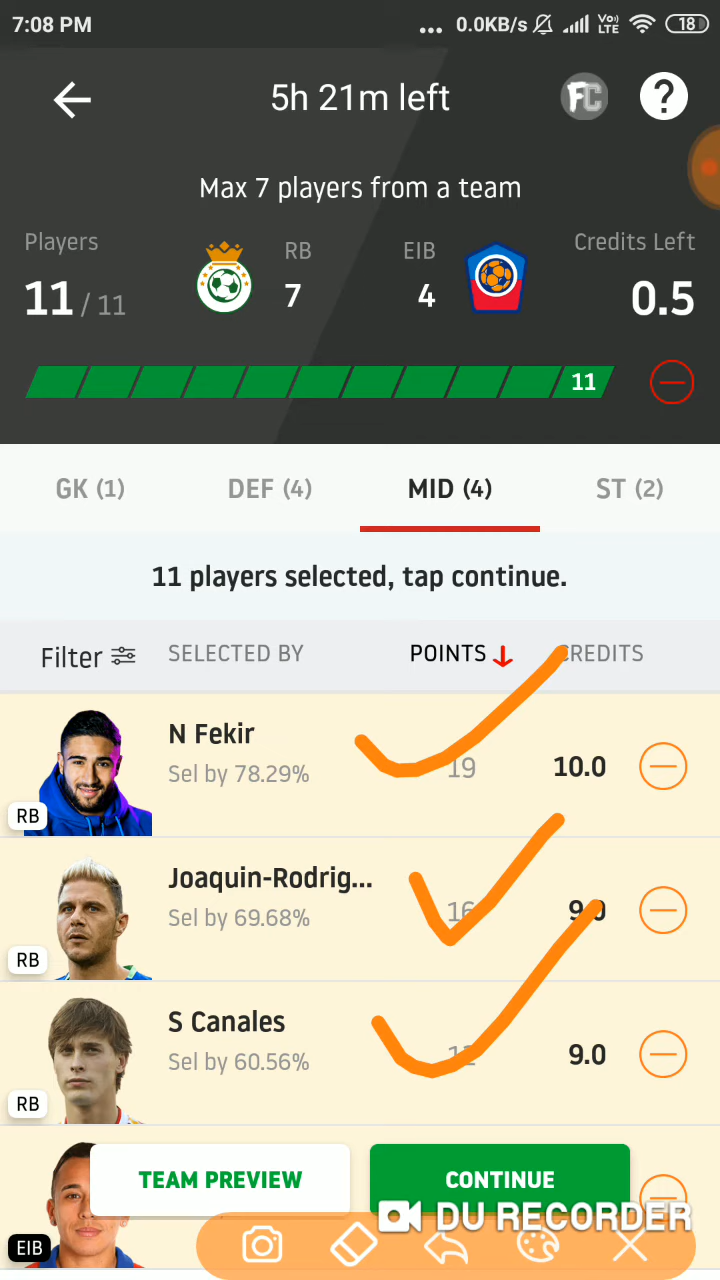 7:08 PM
... 0.0KB/s Vo) LTE 18
5h 21m left
FC ?
Max 7 players from a team
Players RB EIB Credits Left
11 / 11 7 4 0.5
11
GK (1) DEF (4) MID (4) ST (2)
11 players selected, tap continue.
Filter SELECTED BY POINTS CREDITS
N Fekir
Sel by 78.29% 19 10.0
RB
Joaquin-Rodrig...
Sel by 69.68% 16 9.0
RB
S Canales
Sel by 60.56% 12 9.0
RB
TEAM PREVIEW CONTINUE
DU RECORDER
EIB